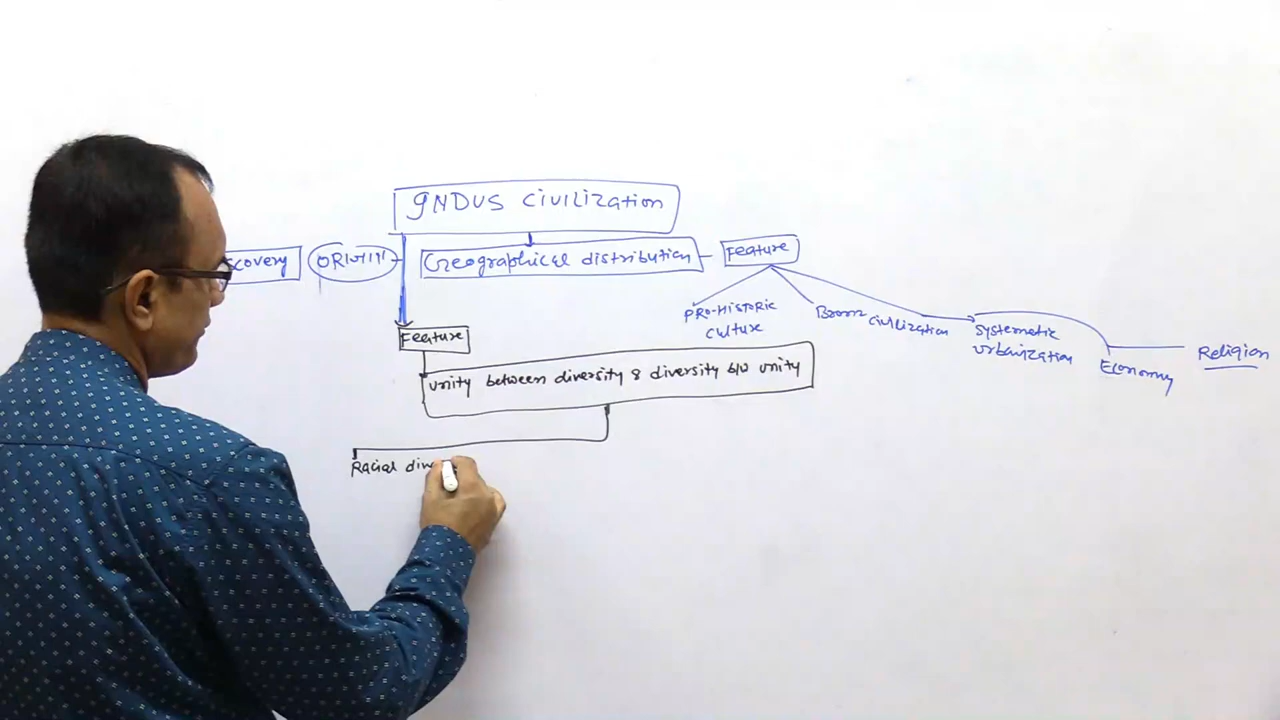 INDUS CIVILIZATION
scovery
ORIGIN
Geographical distribution
Feature
PRO-HISTORIC
culture
civilization
Systematic
urbanization
Economy
Religion
Feature
unity between diversity & diversity b/w unity
Racial div